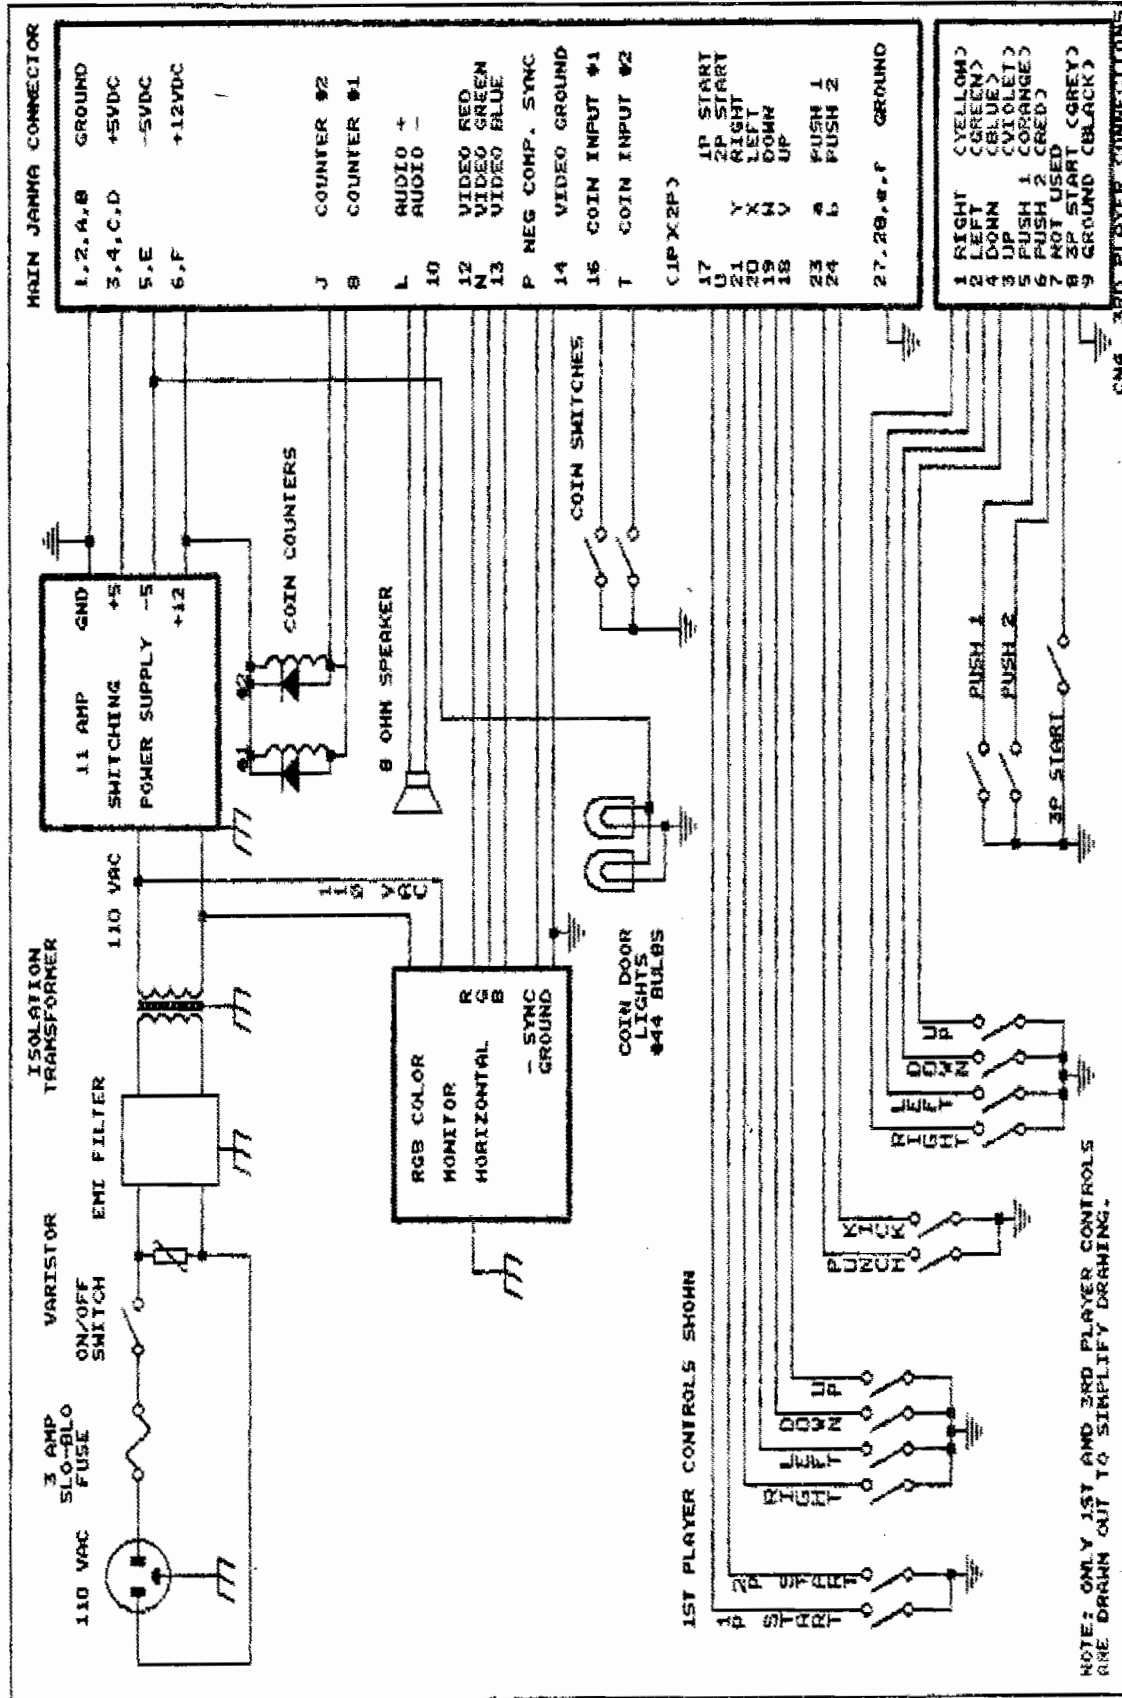 MAIN JAMMA CONNECTOR
1,2,A,B GROUND
3,4,C,D +5VDC
5,E -5VDC
6,F +12VDC
J COUNTER #2
8 COUNTER #1
L AUDIO +
10 AUDIO -
12 VIDEO RED
N VIDEO GREEN
13 VIDEO BLUE
P NEG COMP. SYNC
14 VIDEO GROUND
16 COIN INPUT #1
T COIN INPUT #2
(1P)(2P)
17 1P START
U 2P START
21 Y RIGHT
20 X LEFT
19 W DOWN
18 V UP
23 a PUSH 1
24 b PUSH 2
27,28,e,f GROUND
1 RIGHT (YELLOW)
2 LEFT (GREEN)
4 DOWN (BLUE)
3 UP (VIOLET)
5 PUSH 1 (ORANGE)
6 PUSH 2 (RED)
7 NOT USED
8 3P START (GREY)
9 GROUND (BLACK)
CN4 3RD PLAYER CONNECTIONS
11 AMP
SWITCHING
POWER SUPPLY
GND
+5
-5
+12
COIN COUNTERS
#1
#2
8 OHM SPEAKER
COIN SWITCHES
ISOLATION
TRANSFORMER
110 VAC
110 VAC
EMI FILTER
VARISTOR
ON/OFF
SWITCH
3 AMP
SLO-BLO
FUSE
110 VAC
RGB COLOR
MONITOR
HORIZONTAL
R
G
B
- SYNC
GROUND
COIN DOOR
LIGHTS
#44 BULBS
1ST PLAYER CONTROLS SHOWN
1P START
2P START
RIGHT
LEFT
DOWN
UP
PUNCH
KICK
RIGHT
LEFT
DOWN
UP
PUSH 1
PUSH 2
3P START
NOTE: ONLY 1ST AND 3RD PLAYER CONTROLS
ARE DRAWN OUT TO SIMPLIFY DRAWING.